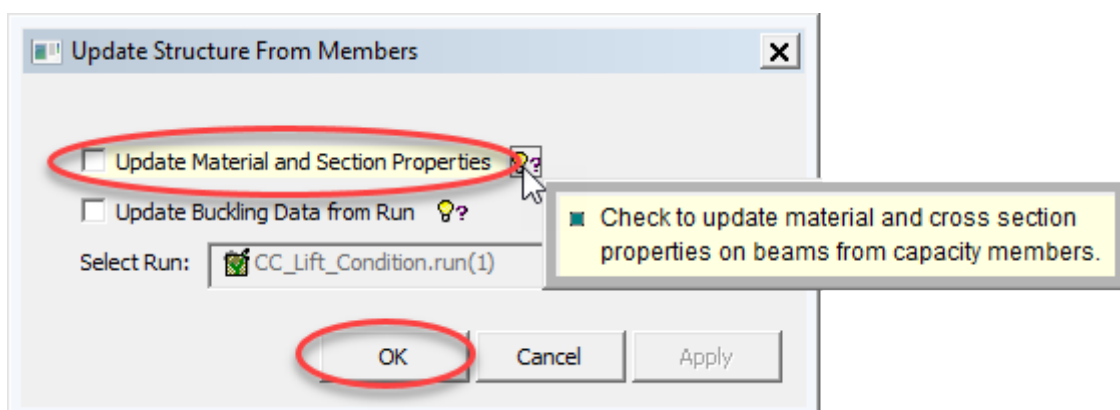 Update Structure From Members
Update Material and Section Properties
Update Buckling Data from Run
Check to update material and cross section
properties on beams from capacity members.
Select Run: CC_Lift_Condition.run(1)
OK Cancel Apply